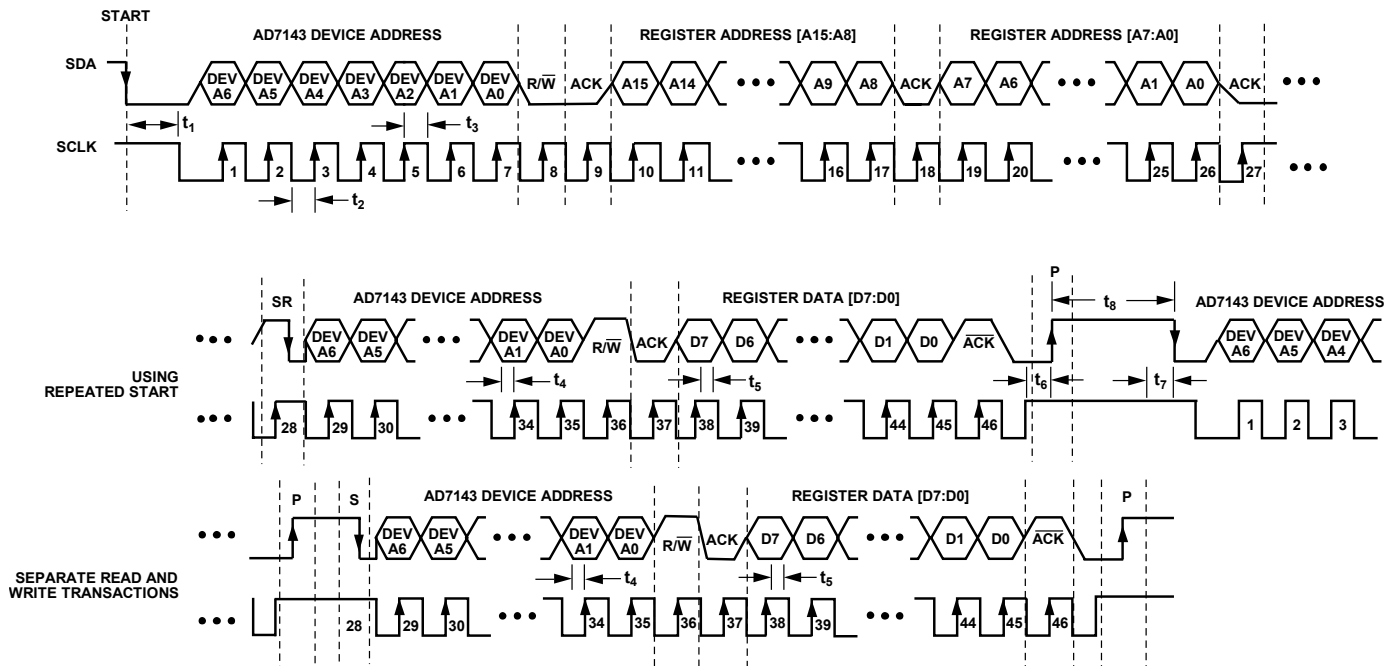 START
AD7143 DEVICE ADDRESS REGISTER ADDRESS [A15:A8] REGISTER ADDRESS [A7:A0]
SDA DEV A6 DEV A5 DEV A4 DEV A3 DEV A2 DEV A1 DEV A0 R/W̅ ACK A15 A14 ••• A9 A8 ACK A7 A6 ••• A1 A0 ACK •••
t1 t3
SCLK 1 2 3 4 5 6 7 8 9 10 11 ••• 16 17 18 19 20 ••• 25 26 27 •••
t2
SR AD7143 DEVICE ADDRESS REGISTER DATA [D7:D0] P t8 AD7143 DEVICE ADDRESS
••• DEV A6 DEV A5 ••• DEV A1 DEV A0 R/W̅ ACK D7 D6 ••• D1 D0 A̅C̅K̅ DEV A6 DEV A5 DEV A4
t4 t5 t6 t7
USING
REPEATED START
••• 28 29 30 ••• 34 35 36 37 38 39 ••• 44 45 46 1 2 3
P S AD7143 DEVICE ADDRESS REGISTER DATA [D7:D0] P
••• DEV A6 DEV A5 ••• DEV A1 DEV A0 R/W̅ ACK D7 D6 ••• D1 D0 A̅C̅K̅
t4 t5
SEPARATE READ AND
WRITE TRANSACTIONS
••• 28 29 30 ••• 34 35 36 37 38 39 ••• 44 45 46